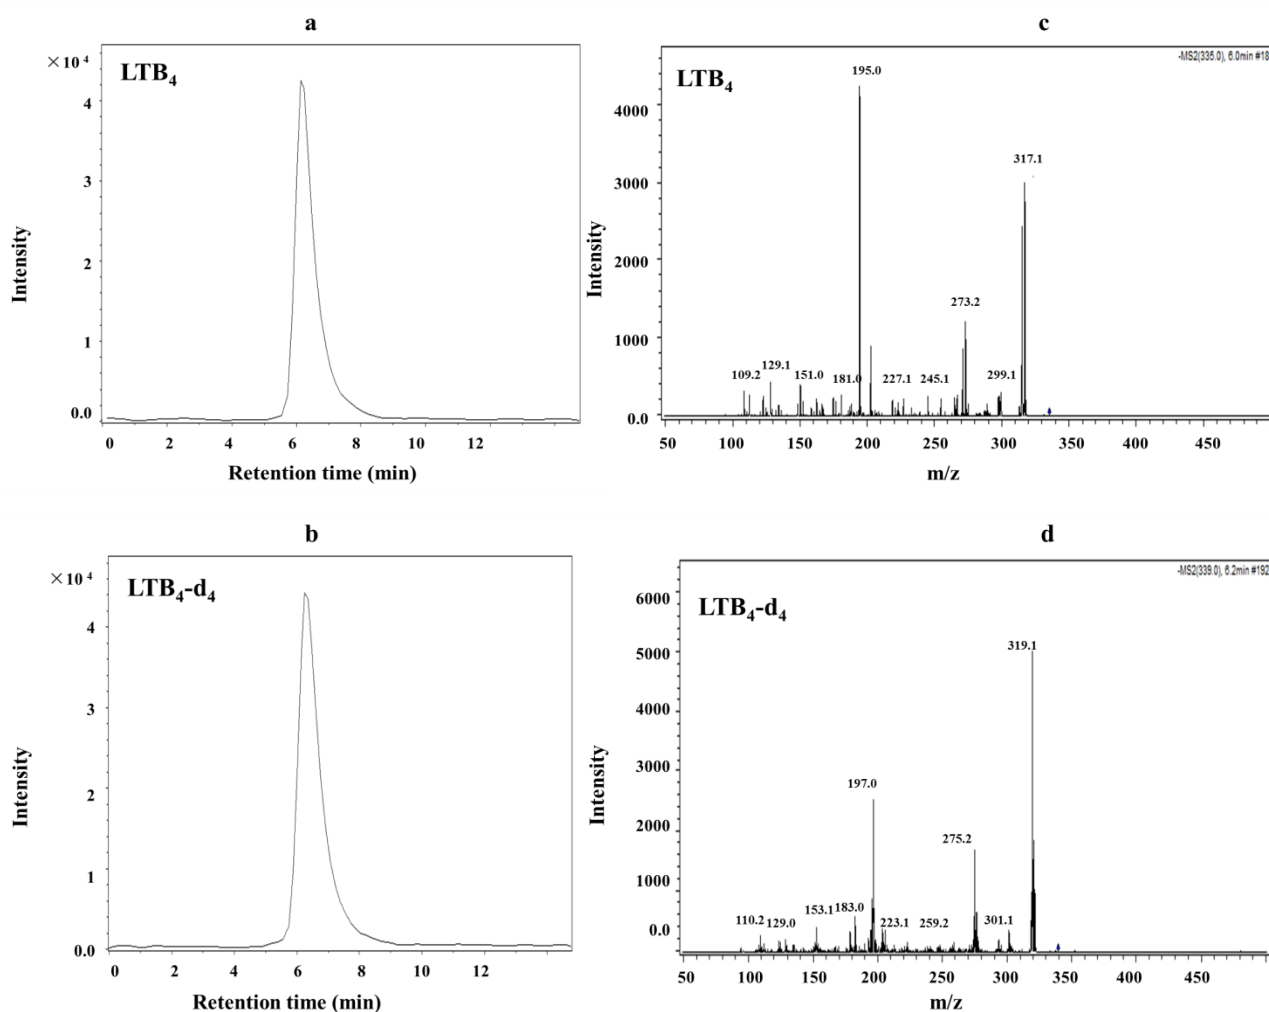 a
×10 4
LTB4
4
3
2
1
0.0
Intensity
0 2 4 6 8 10 12
Retention time (min)
c
-MS2(335.0), 6.0min #18
LTB4
4000
3000
2000
1000
0.0
Intensity
195.0
317.1
273.2
109.2 129.1 151.0 181.0 227.1 245.1 299.1
50 100 150 200 250 300 350 400 450
m/z
b
×10 4
LTB4-d4
4
3
2
1
0.0
Intensity
0 2 4 6 8 10 12
Retention time (min)
d
-MS2(339.0), 6.2min #192
LTB4-d4
6000
5000
4000
3000
2000
1000
0.0
Intensity
319.1
197.0
275.2
110.2 129.0 153.1 183.0 223.1 259.2 301.1
50 100 150 200 250 300 350 400 450
m/z